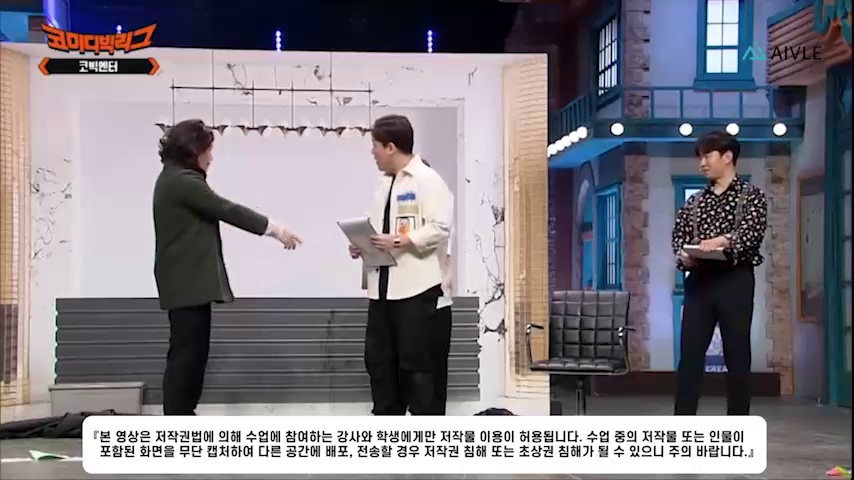 코미디빅리그
코빅엔터
AIVLE
『본 영상은 저작권법에 의해 수업에 참여하는 강사와 학생에게만 저작물 이용이 허용됩니다. 수업 중의 저작물 또는 인물이
포함된 화면을 무단 캡처하여 다른 공간에 배포, 전송할 경우 저작권 침해 또는 초상권 침해가 될 수 있으니 주의 바랍니다.』